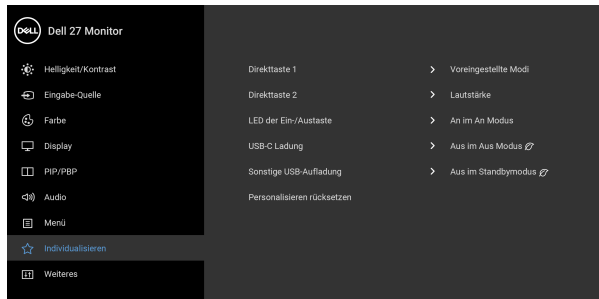 DELL Dell 27 Monitor
Helligkeit/Kontrast
Eingabe-Quelle
Farbe
Display
PIP/PBP
Audio
Menü
Individualisieren
Weiteres
Direkttaste 1 > Voreingestellte Modi
Direkttaste 2 > Lautstärke
LED der Ein-/Austaste > An im An Modus
USB-C Ladung > Aus im Aus Modus
Sonstige USB-Aufladung > Aus im Standbymodus
Personalisieren rücksetzen